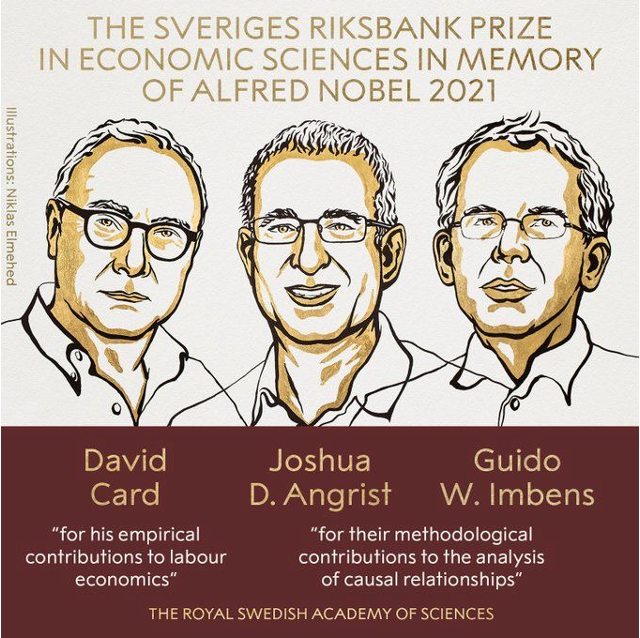 THE SVERIGES RIKSBANK PRIZE
IN ECONOMIC SCIENCES IN MEMORY
OF ALFRED NOBEL 2021
Illustrations: Niklas Elmehed
David
Card
Joshua
D. Angrist
Guido
W. Imbens
“for his empirical
contributions to labour
economics”
“for their methodological
contributions to the analysis
of causal relationships”
THE ROYAL SWEDISH ACADEMY OF SCIENCES